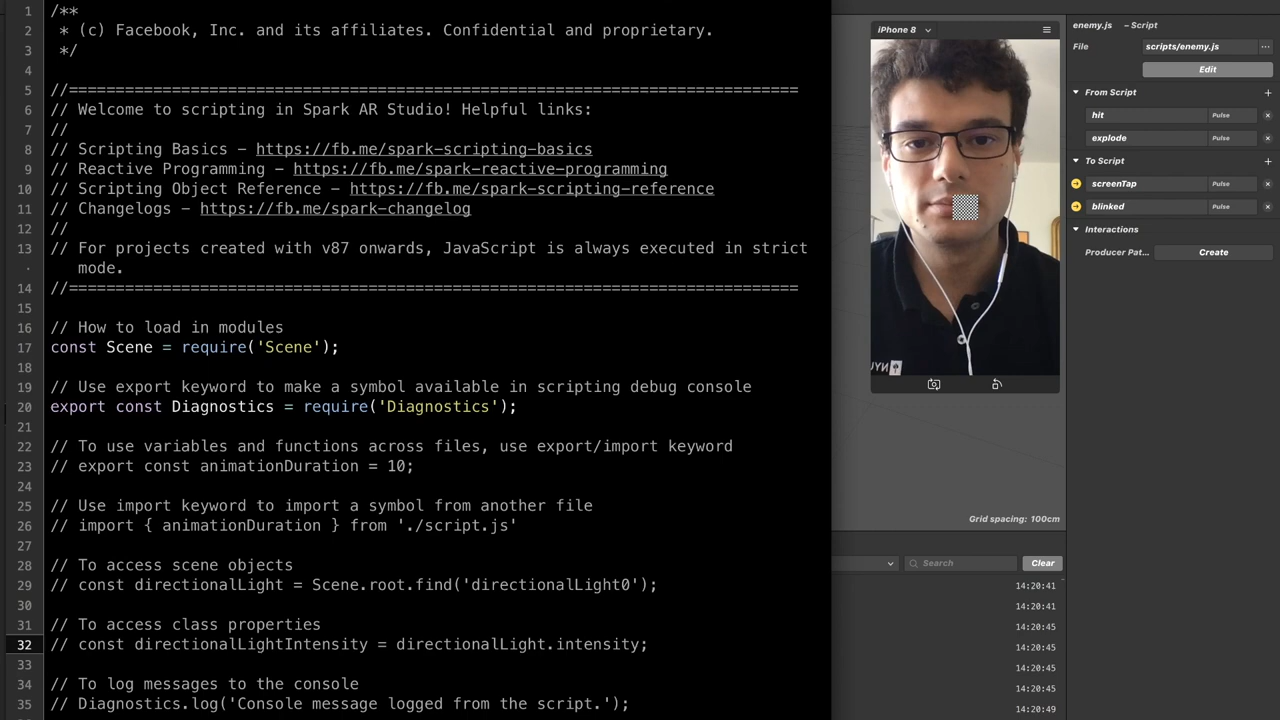 1 /**
2 * (c) Facebook, Inc. and its affiliates. Confidential and proprietary.
3 */
4
5 //==============================================================================
6 // Welcome to scripting in Spark AR Studio! Helpful links:
7 //
8 // Scripting Basics – https://fb.me/spark-scripting-basics
9 // Reactive Programming – https://fb.me/spark-reactive-programming
10 // Scripting Object Reference – https://fb.me/spark-scripting-reference
11 // Changelogs – https://fb.me/spark-changelog
12 //
13 // For projects created with v87 onwards, JavaScript is always executed in strict
mode.
14 //==============================================================================
15
16 // How to load in modules
17 const Scene = require('Scene');
18
19 // Use export keyword to make a symbol available in scripting debug console
20 export const Diagnostics = require('Diagnostics');
21
22 // To use variables and functions across files, use export/import keyword
23 // export const animationDuration = 10;
24
25 // Use import keyword to import a symbol from another file
26 // import { animationDuration } from './script.js'
27
28 // To access scene objects
29 // const directionalLight = Scene.root.find('directionalLight0');
30
31 // To access class properties
32 // const directionalLightIntensity = directionalLight.intensity;
33
34 // To log messages to the console
35 // Diagnostics.log('Console message logged from the script.');
iPhone 8
Grid spacing: 100cm
Search Clear
14:20:41
14:20:41
14:20:45
14:20:45
14:20:45
14:20:45
14:20:49
enemy.js – Script
File scripts/enemy.js ...
Edit
From Script +
hit Pulse
explode Pulse
To Script +
screenTap Pulse
blinked Pulse
Interactions
Producer Pat... Create